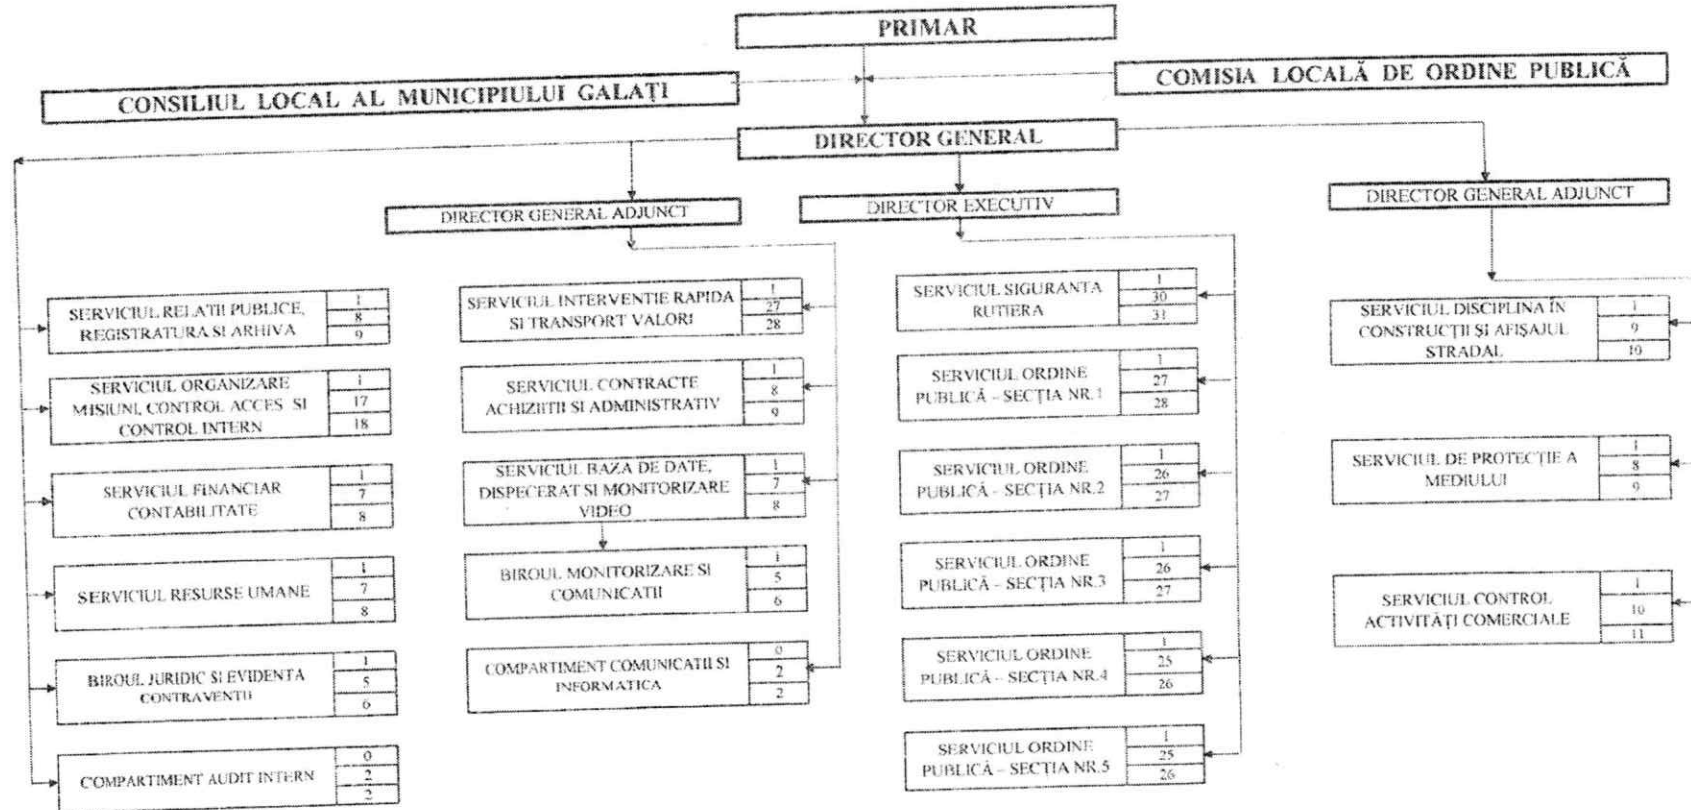 PRIMAR
CONSILIUL LOCAL AL MUNICIPIULUI GALAȚI
COMISIA LOCALĂ DE ORDINE PUBLICĂ
DIRECTOR GENERAL
DIRECTOR GENERAL ADJUNCT
DIRECTOR EXECUTIV
DIRECTOR GENERAL ADJUNCT
SERVICIUL RELATII PUBLICE,
REGISTRATURA SI ARHIVA
1
8
9
SERVICIUL ORGANIZARE
MISIUNI, CONTROL ACCES SI
CONTROL INTERN
1
17
18
SERVICIUL FINANCIAR
CONTABILITATE
1
7
8
SERVICIUL RESURSE UMANE
1
7
8
BIROUL JURIDIC SI EVIDENTA
CONTRAVENTII
1
5
6
COMPARTIMENT AUDIT INTERN
0
2
2
SERVICIUL INTERVENTIE RAPIDA
SI TRANSPORT VALORI
1
27
28
SERVICIUL CONTRACTE
ACHIZIITII SI ADMINISTRATIV
1
8
9
SERVICIUL BAZA DE DATE,
DISPECERAT SI MONITORIZARE
VIDEO
1
7
8
BIROUL MONITORIZARE SI
COMUNICATII
1
5
6
COMPARTIMENT COMUNICATII SI
INFORMATICA
0
2
2
SERVICIUL SIGURANTA
RUTIERA
1
30
31
SERVICIUL ORDINE
PUBLICĂ – SECȚIA NR.1
1
27
28
SERVICIUL ORDINE
PUBLICĂ – SECȚIA NR.2
1
26
27
SERVICIUL ORDINE
PUBLICĂ – SECȚIA NR.3
1
26
27
SERVICIUL ORDINE
PUBLICĂ – SECȚIA NR.4
1
25
26
SERVICIUL ORDINE
PUBLICĂ – SECȚIA NR.5
1
25
26
SERVICIUL DISCIPLINA ÎN
CONSTRUCȚII ȘI AFIȘAJUL
STRADAL
1
9
10
SERVICIUL DE PROTECȚIE A
MEDIULUI
1
8
9
SERVICIUL CONTROL
ACTIVITĂȚI COMERCIALE
1
10
11